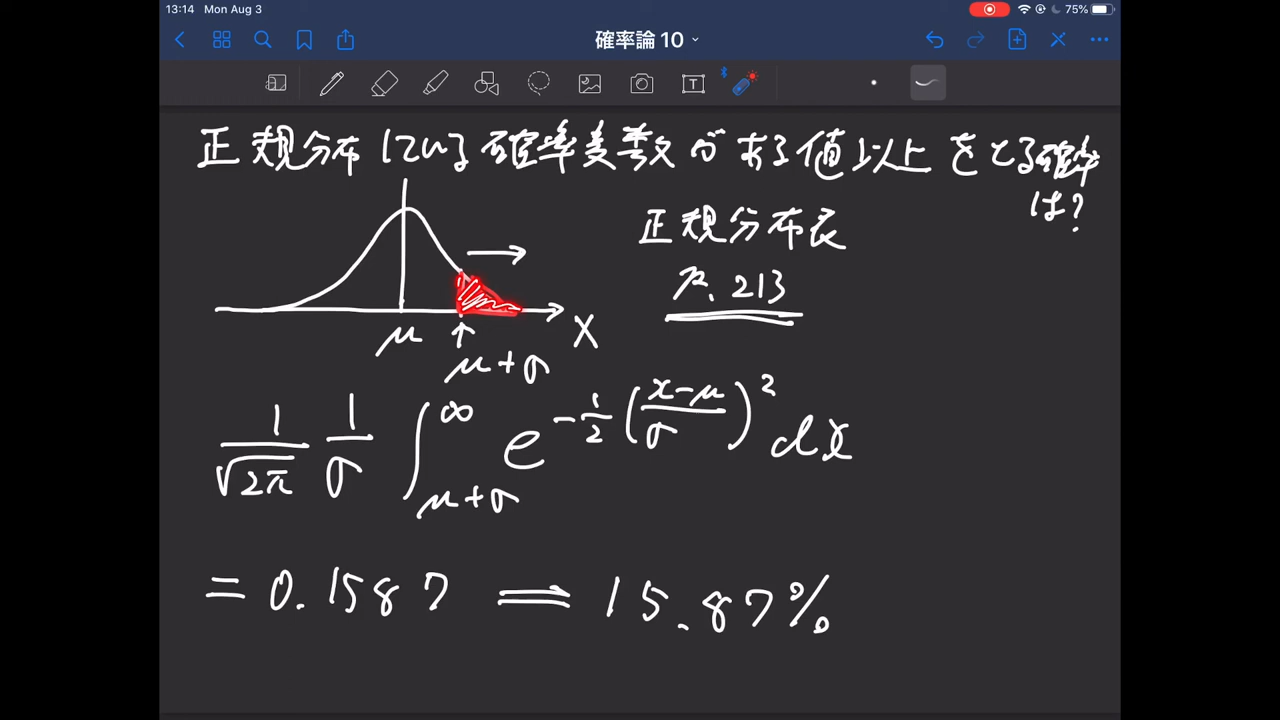 13:14 Mon Aug 3
75%
確率論 10
T
正規分布にいる確率変数がある値以上をとる確率
は?
正規分布表
P. 213
μ
X
↑
μ+σ
1/√2π 1/σ ∫_{μ+σ}^{∞} e^{-1/2 (x-μ/σ)^2} dx
= 0.1587 ⟹ 15.87%